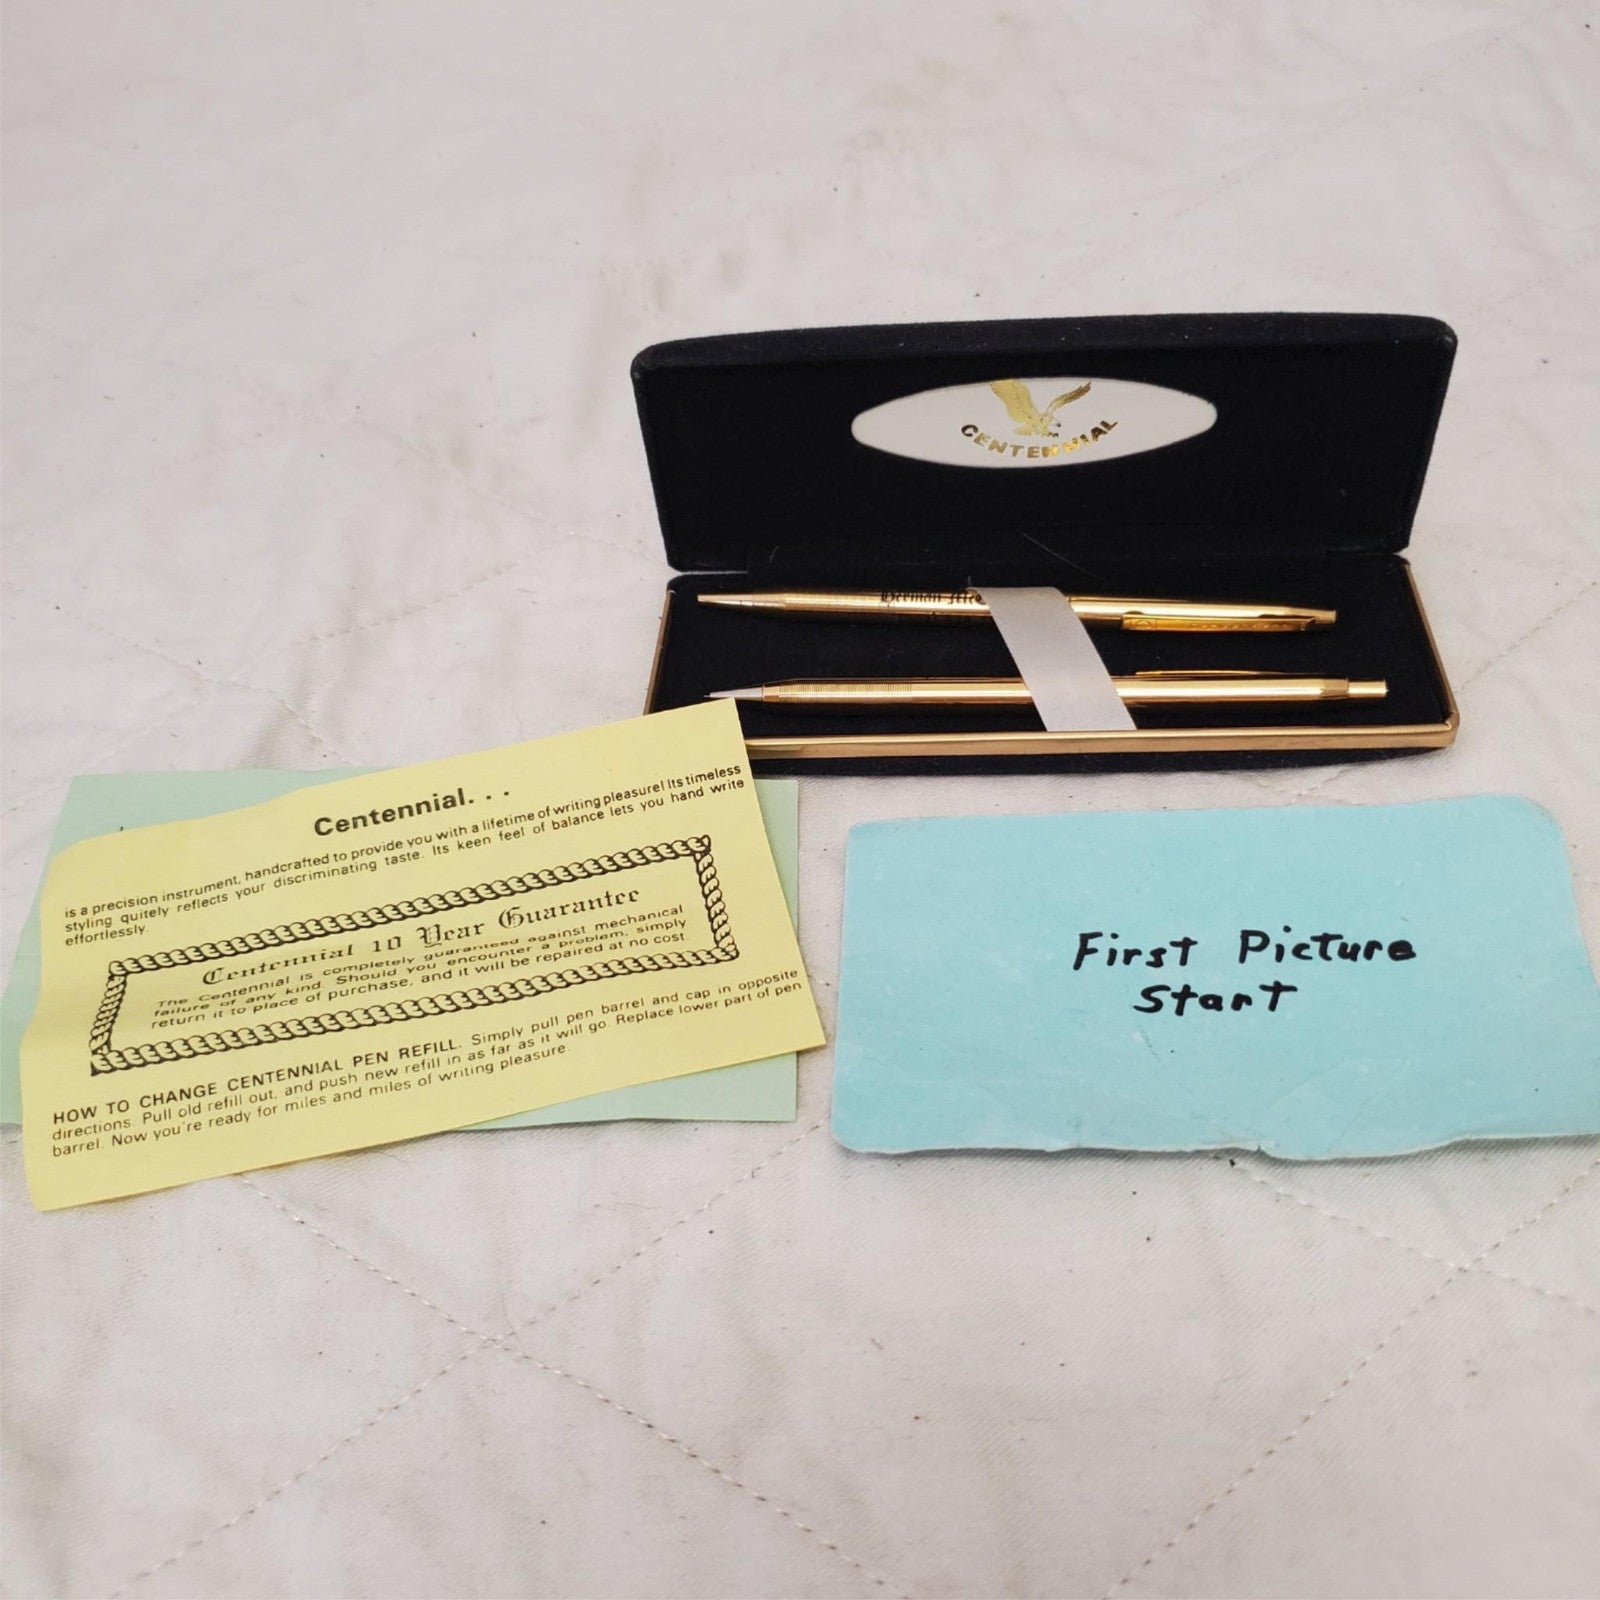 CENTENNIAL
Herman
Centennial. . .
is a precision instrument, handcrafted to provide you with a lifetime of writing pleasure! Its timeless
styling quitely reflects your discriminating taste. Its keen feel of balance lets you hand write
effortlessly.
Centennial 10 Year Guarantee
The Centennial is completely guaranteed against mechanical
failure of any kind. Should you encounter a problem, simply
return it to place of purchase, and it will be repaired at no cost.
HOW TO CHANGE CENTENNIAL PEN REFILL. Simply pull pen barrel and cap in opposite
directions. Pull old refill out, and push new refill in as far as it will go. Replace lower part of pen
barrel. Now you're ready for miles and miles of writing pleasure.
First Picture
Start